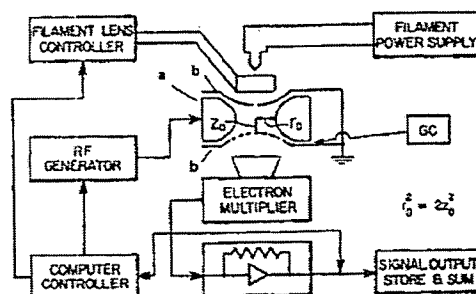 FILAMENT LENS
CONTROLLER
FILAMENT
POWER SUPPLY
a
b
Z₀
r₀
GC
b
RF
GENERATOR
ELECTRON
MULTIPLIER
r₀² = 2z₀²
COMPUTER
CONTROLLER
SIGNAL OUTPUT
STORE & SUM